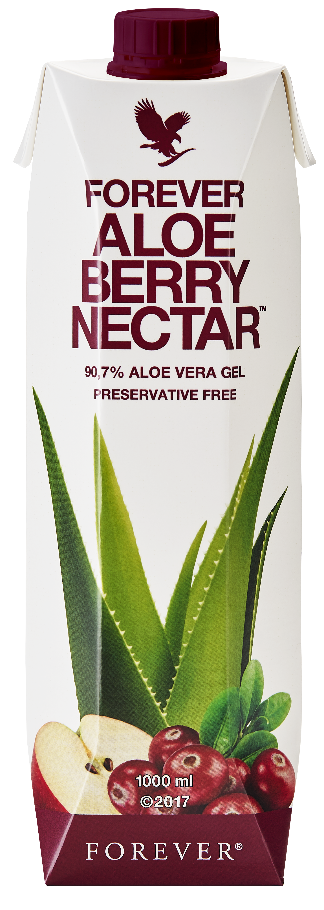 FOREVER
ALOE
BERRY
NECTAR™
90,7% ALOE VERA GEL
PRESERVATIVE FREE
1000 ml
©2017
FOREVER®